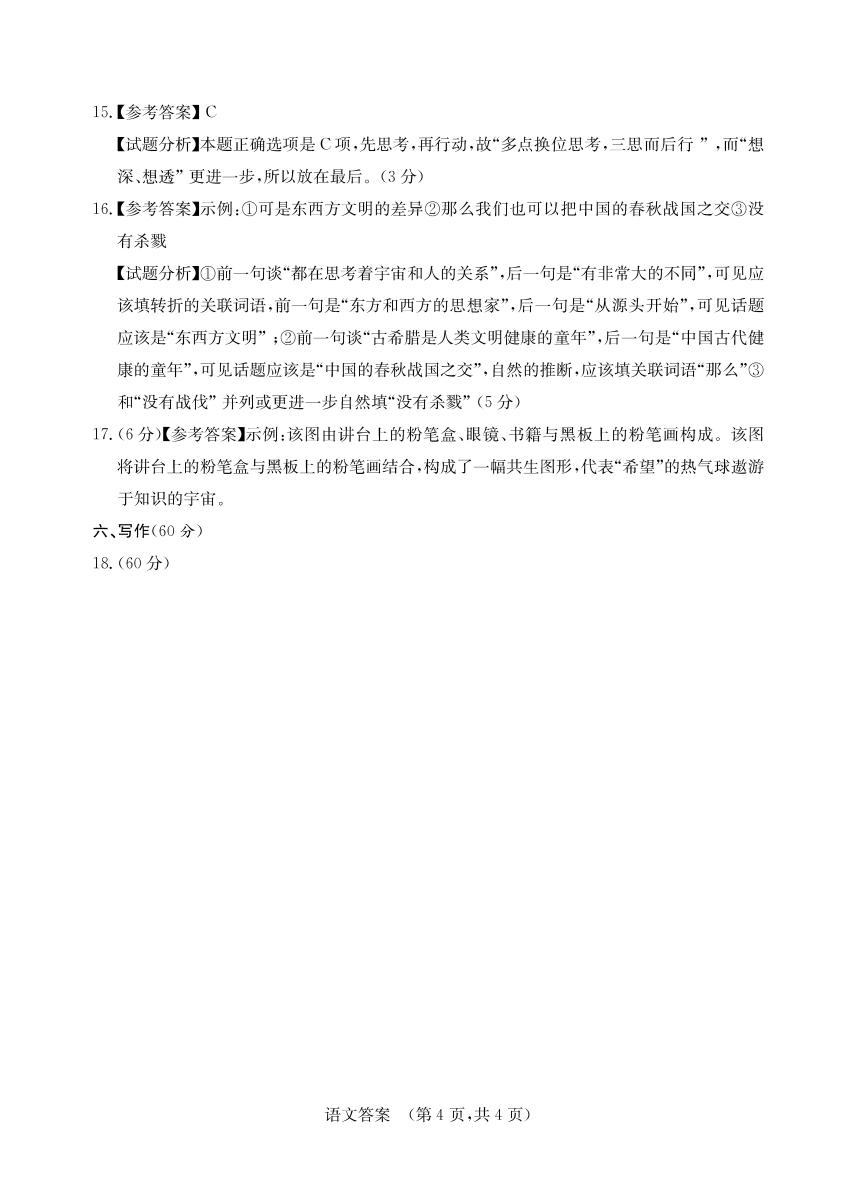 15.【参考答案】C
【试题分析】本题正确选项是 C 项,先思考,再行动,故“多点换位思考,三思而后行 ”,而“想
深、想透” 更进一步,所以放在最后。(3 分)
16.【参考答案】示例:①可是东西方文明的差异②那么我们也可以把中国的春秋战国之交③没
有杀戮
【试题分析】①前一句谈“都在思考着宇宙和人的关系”,后一句是“有非常大的不同”,可见应
该填转折的关联词语,前一句是“东方和西方的思想家”,后一句是“从源头开始”,可见话题
应该是“东西方文明” ;②前一句谈“古希腊是人类文明健康的童年”,后一句是“中国古代健
康的童年”,可见话题应该是“中国的春秋战国之交”,自然的推断,应该填关联词语“那么”③
和“没有战伐” 并列或更进一步自然填“没有杀戮”(5 分)
17.(6 分)【参考答案】示例:该图由讲台上的粉笔盒、眼镜、书籍与黑板上的粉笔画构成。该图
将讲台上的粉笔盒与黑板上的粉笔画结合,构成了一幅共生图形,代表“希望”的热气球遨游
于知识的宇宙。
六、写作(60 分)
18.(60 分)
语文答案 (第 4 页,共 4 页)